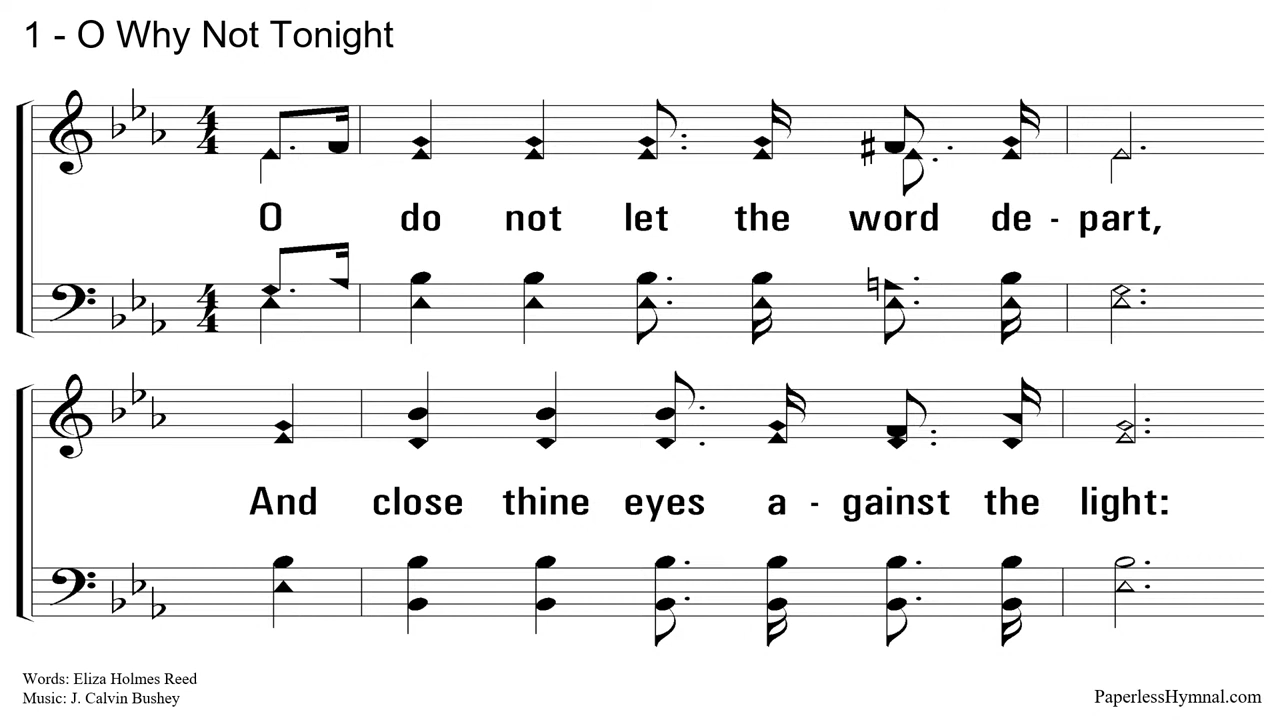 1 - O Why Not Tonight
O do not let the word de - part,
And close thine eyes a - gainst the light:
Words: Eliza Holmes Reed
Music: J. Calvin Bushey
PaperlessHymnal.com